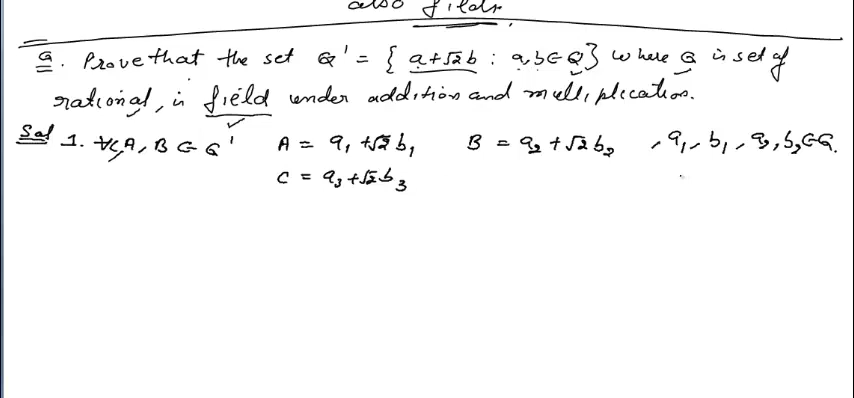 also fields
Q. Prove that the set Q' = { a+√2b : a,b∈Q} where Q is set of
rational, is field under addition and multiplication.
Sol 1. ∀ C, A, B ∈ Q' A = a₁ + √2 b₁ B = a₂ + √2 b₂ , a₁, b₁, a₂, b₂∈Q.
C = a₃ + √2 b₃